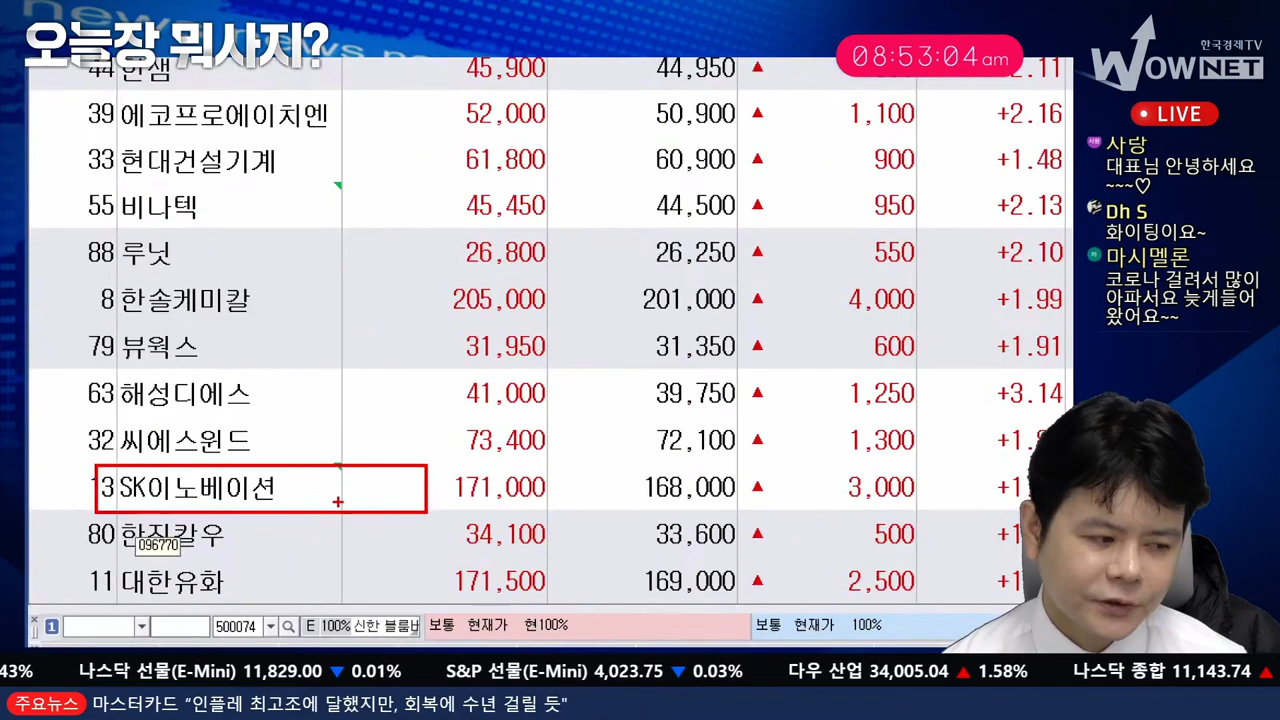 오늘장 뭐사지?
08:53:04am
한국경제TV
WOWNET
LIVE
44 한샘 45,900 44,950 ▲ 2.11
39 에코프로에이치엔 52,000 50,900 ▲ 1,100 +2.16
33 현대건설기계 61,800 60,900 ▲ 900 +1.48
55 비나텍 45,450 44,500 ▲ 950 +2.13
88 루닛 26,800 26,250 ▲ 550 +2.10
8 한솔케미칼 205,000 201,000 ▲ 4,000 +1.99
79 뷰웍스 31,950 31,350 ▲ 600 +1.91
63 해성디에스 41,000 39,750 ▲ 1,250 +3.14
32 씨에스윈드 73,400 72,100 ▲ 1,300
13 SK이노베이션 171,000 168,000 ▲ 3,000
80 한진칼우 34,100 33,600 ▲ 500
096770
11 대한유화 171,500 169,000 ▲ 2,500
1 500074 E 100% 신한 블룸버 보통 현재가 현100% 보통 현재가 100%
사랑
대표님 안녕하세요
~~~♡
Dh S
화이팅이요~
마시멜론
코로나 걸려서 많이
아파서요 늦게들어
왔어요~~
43% 나스닥 선물(E-Mini) 11,829.00 ▼ 0.01% S&P 선물(E-Mini) 4,023.75 ▼ 0.03% 다우 산업 34,005.04 ▲ 1.58% 나스닥 종합 11,143.74 ▲
주요뉴스 마스터카드 “인플레 최고조에 달했지만, 회복에 수년 걸릴 듯"